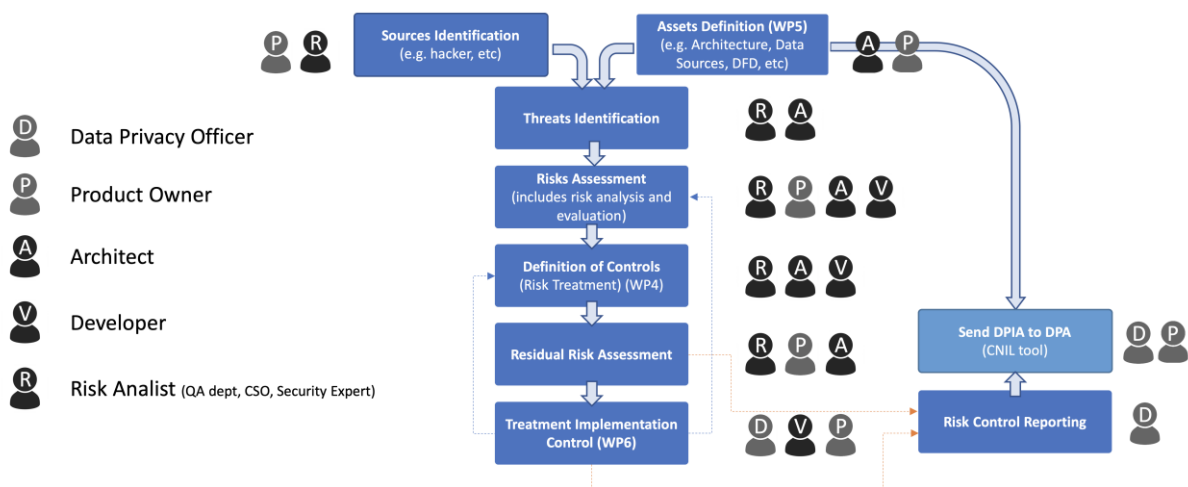 P R
Sources Identification
(e.g. hacker, etc)
Assets Definition (WP5)
(e.g. Architecture, Data
Sources, DFD, etc)
A P
D Data Privacy Officer
P Product Owner
A Architect
V Developer
R Risk Analist (QA dept, CSO, Security Expert)
Threats Identification
R A
Risks Assessment
(includes risk analysis and
evaluation)
R P A V
Definition of Controls
(Risk Treatment) (WP4)
R A V
Residual Risk Assessment
R P A
Treatment Implementation
Control (WP6)
D V P
Send DPIA to DPA
(CNIL tool)
D P
Risk Control Reporting
D